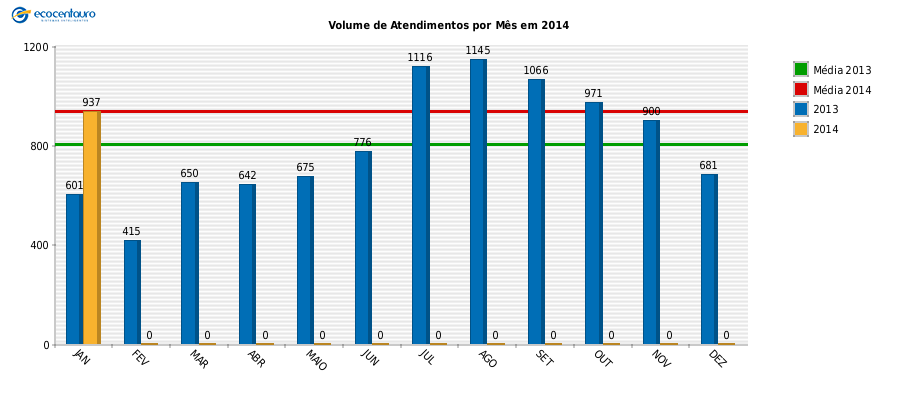 ecocentauro
Volume de Atendimentos por Mês em 2014
1200
800
400
0
601
937
415
0
650
0
642
0
675
0
776
0
1116
0
1145
0
1066
0
971
0
900
0
681
0
JAN
FEV
MAR
ABR
MAIO
JUN
JUL
AGO
SET
OUT
NOV
DEZ
Média 2013
Média 2014
2013
2014